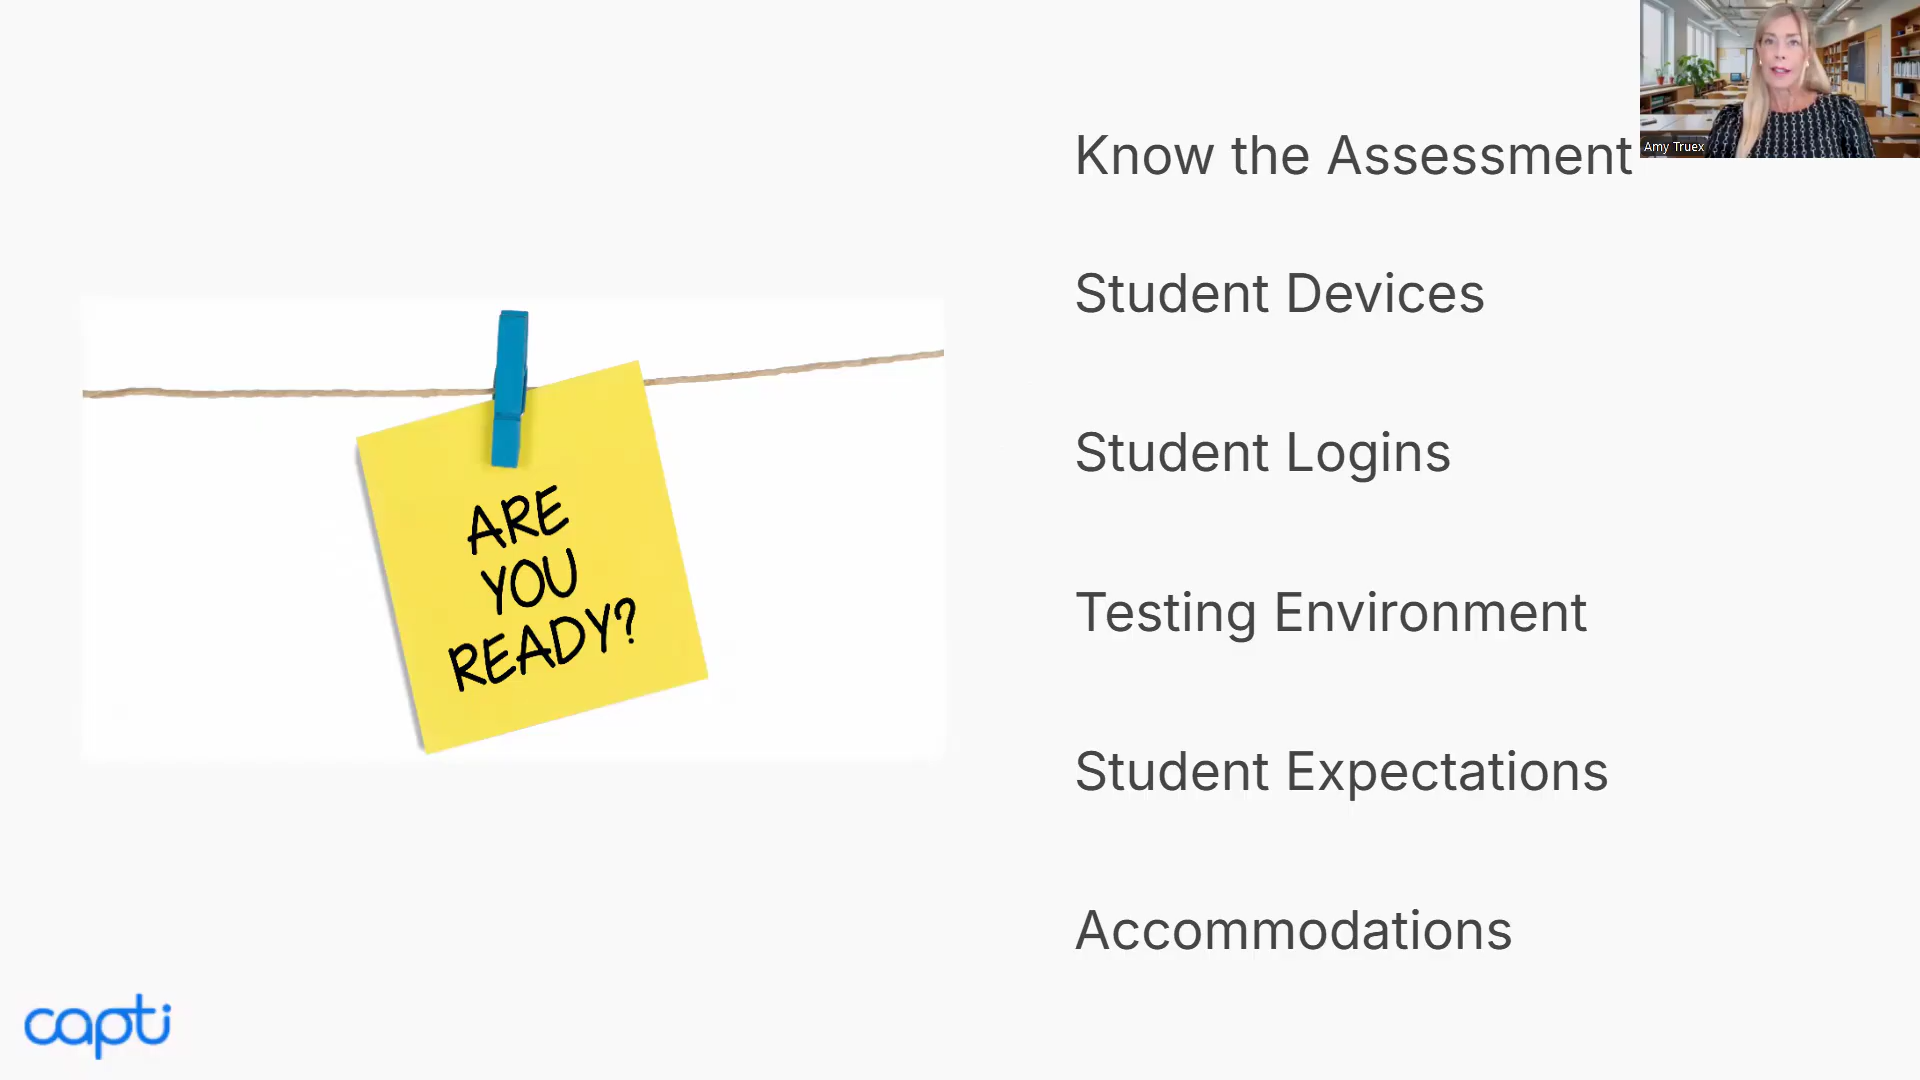 Know the Assessment
Amy Truex
Student Devices
Student Logins
Testing Environment
Student Expectations
Accommodations
ARE
YOU
READY?
capti